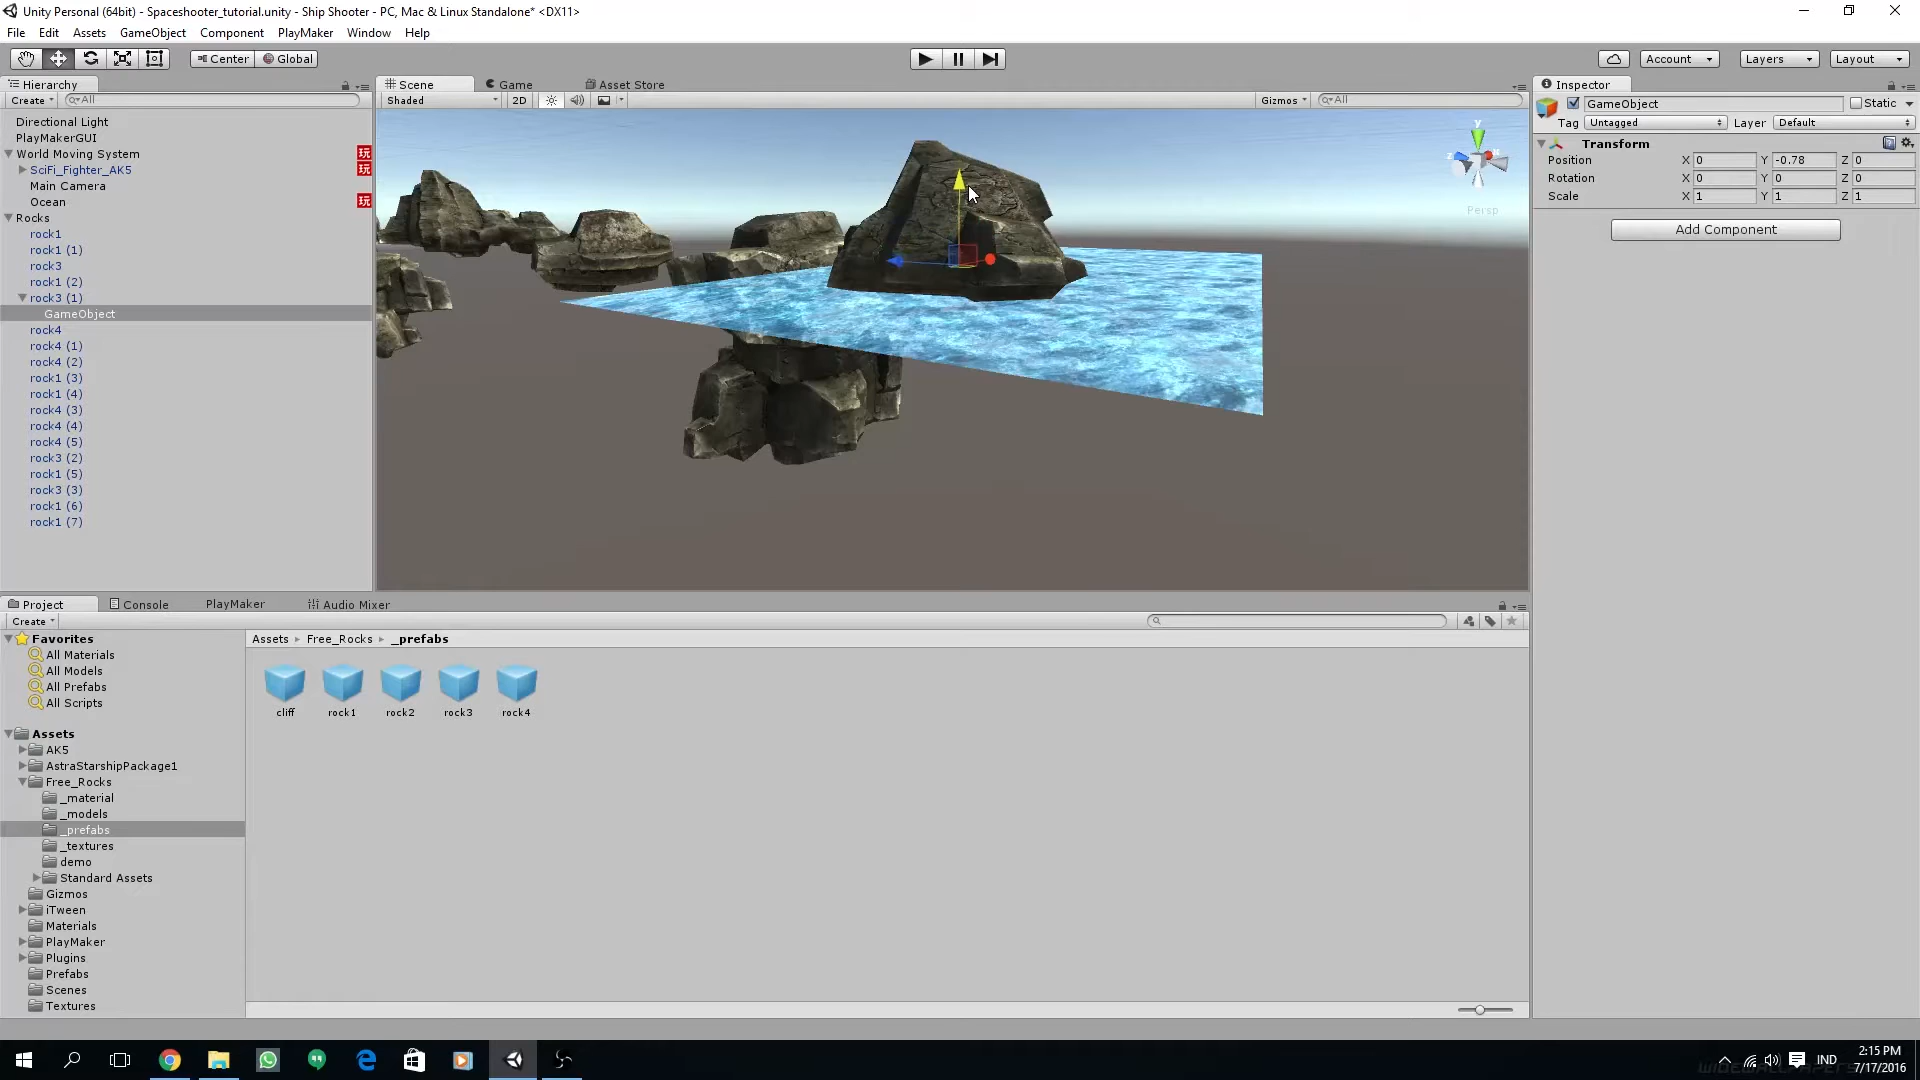 Unity Personal (64bit) - Spaceshooter_tutorial.unity - Ship Shooter - PC, Mac & Linux Standalone* <DX11>
File Edit Assets GameObject Component PlayMaker Window Help
Center Global Account Layers Layout
Hierarchy
Create All
Directional Light
PlayMakerGUI
World Moving System 玩
SciFi_Fighter_AK5 玩
Main Camera
Ocean 玩
Rocks
rock1
rock1 (1)
rock3
rock1 (2)
rock3 (1)
GameObject
rock4
rock4 (1)
rock4 (2)
rock1 (3)
rock1 (4)
rock4 (3)
rock4 (4)
rock4 (5)
rock3 (2)
rock1 (5)
rock3 (3)
rock1 (6)
rock1 (7)
Scene Game Asset Store
Shaded 2D Gizmos All
y
x
z
Persp
Inspector
GameObject Static
Tag Untagged Layer Default
Transform
Position X 0 Y -0.78 Z 0
Rotation X 0 Y 0 Z 0
Scale X 1 Y 1 Z 1
Add Component
Project Console PlayMaker Audio Mixer
Create
Favorites
All Materials
All Models
All Prefabs
All Scripts
Assets
AK5
AstraStarshipPackage1
Free_Rocks
_material
_models
_prefabs
_textures
demo
Standard Assets
Gizmos
iTween
Materials
PlayMaker
Plugins
Prefabs
Scenes
Textures
Assets Free_Rocks _prefabs
cliff rock1 rock2 rock3 rock4
IND
2:15 PM
7/17/2016